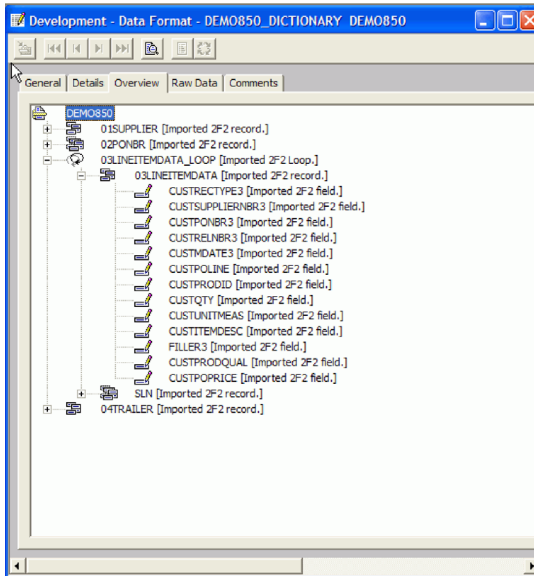 Development - Data Format - DEMO850_DICTIONARY DEMO850
General Details Overview Raw Data Comments
DEMO850
01SUPPLIER [Imported 2F2 record.]
02PONBR [Imported 2F2 record.]
03LINEITEMDATA_LOOP [Imported 2F2 Loop.]
03LINEITEMDATA [Imported 2F2 record.]
CUSTRECTYPE3 [Imported 2F2 field.]
CUSTSUPPLIERNBR3 [Imported 2F2 field.]
CUSTPONBR3 [Imported 2F2 field.]
CUSTRELNBR3 [Imported 2F2 field.]
CUSTMDATE3 [Imported 2F2 field.]
CUSTPOLINE [Imported 2F2 field.]
CUSTPRODID [Imported 2F2 field.]
CUSTQTY [Imported 2F2 field.]
CUSTUNITMEAS [Imported 2F2 field.]
CUSTITEMDESC [Imported 2F2 field.]
FILLER3 [Imported 2F2 field.]
CUSTPRODQUAL [Imported 2F2 field.]
CUSTPOPRICE [Imported 2F2 field.]
SLN [Imported 2F2 record.]
04TRAILER [Imported 2F2 record.]